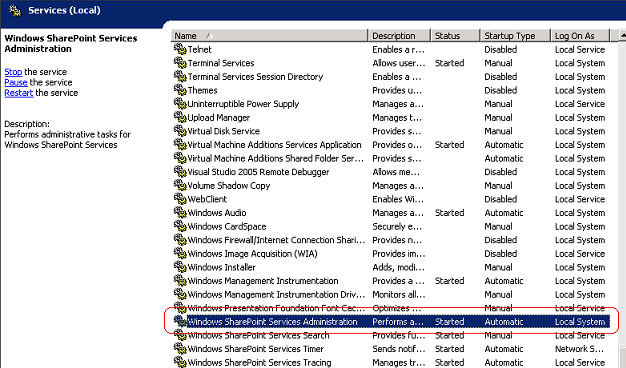 Services (Local)
Windows SharePoint Services
Administration
Stop the service
Pause the service
Restart the service
Description:
Performs administrative tasks for
Windows SharePoint Services
Name Description Status Startup Type Log On As
Telnet Enables a r... Disabled Local Service
Terminal Services Allows user... Started Manual Local System
Terminal Services Session Directory Enables a ... Disabled Local System
Themes Provides u... Disabled Local System
Uninterruptible Power Supply Manages a ... Manual Local Service
Upload Manager Manages t... Manual Local System
Virtual Disk Service Provides s... Manual Local System
Virtual Machine Additions Services Application Provides s... Started Automatic Local System
Virtual Machine Additions Shared Folder Ser... Provides s... Automatic Local System
Visual Studio 2005 Remote Debugger Allows me... Disabled Local Service
Volume Shadow Copy Manages a... Manual Local System
WebClient Enables Wi... Disabled Local Service
Windows Audio Manages a... Started Automatic Local System
Windows CardSpace Securely e... Manual Local System
Windows Firewall/Internet Connection Shari... Provides n... Disabled Local System
Windows Image Acquisition (WIA) Provides im... Disabled Local Service
Windows Installer Adds, modi... Manual Local System
Windows Management Instrumentation Provides a ... Started Automatic Local System
Windows Management Instrumentation Driv... Monitors all... Manual Local System
Windows Presentation Foundation Font Cac... Optimizes ... Manual Local Service
Windows SharePoint Services Administration Performs a... Started Automatic Local System
Windows SharePoint Services Search Provides fu... Started Manual Local Service
Windows SharePoint Services Timer Sends notif... Started Automatic Network S...
Windows SharePoint Services Tracing Manages tr... Started Automatic Local Service